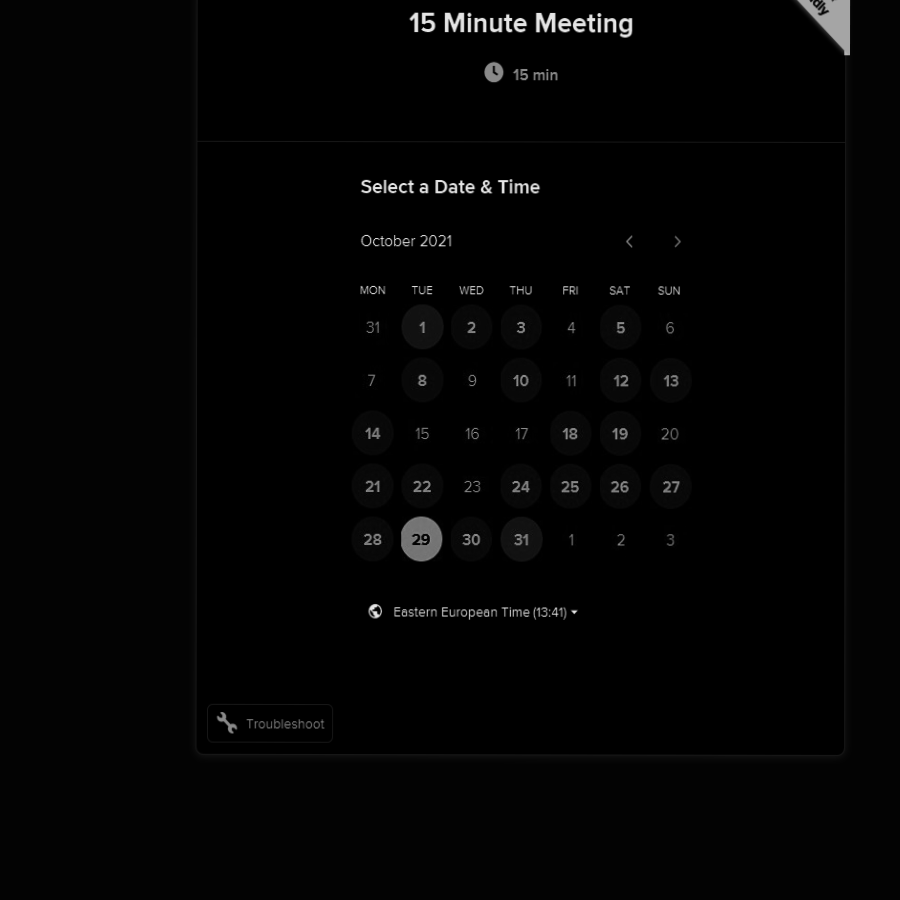 15 Minute Meeting
15 min
Select a Date & Time
October 2021
MON TUE WED THU FRI SAT SUN
31 1 2 3 4 5 6
7 8 9 10 11 12 13
14 15 16 17 18 19 20
21 22 23 24 25 26 27
28 29 30 31 1 2 3
Eastern European Time (13:41)
Troubleshoot